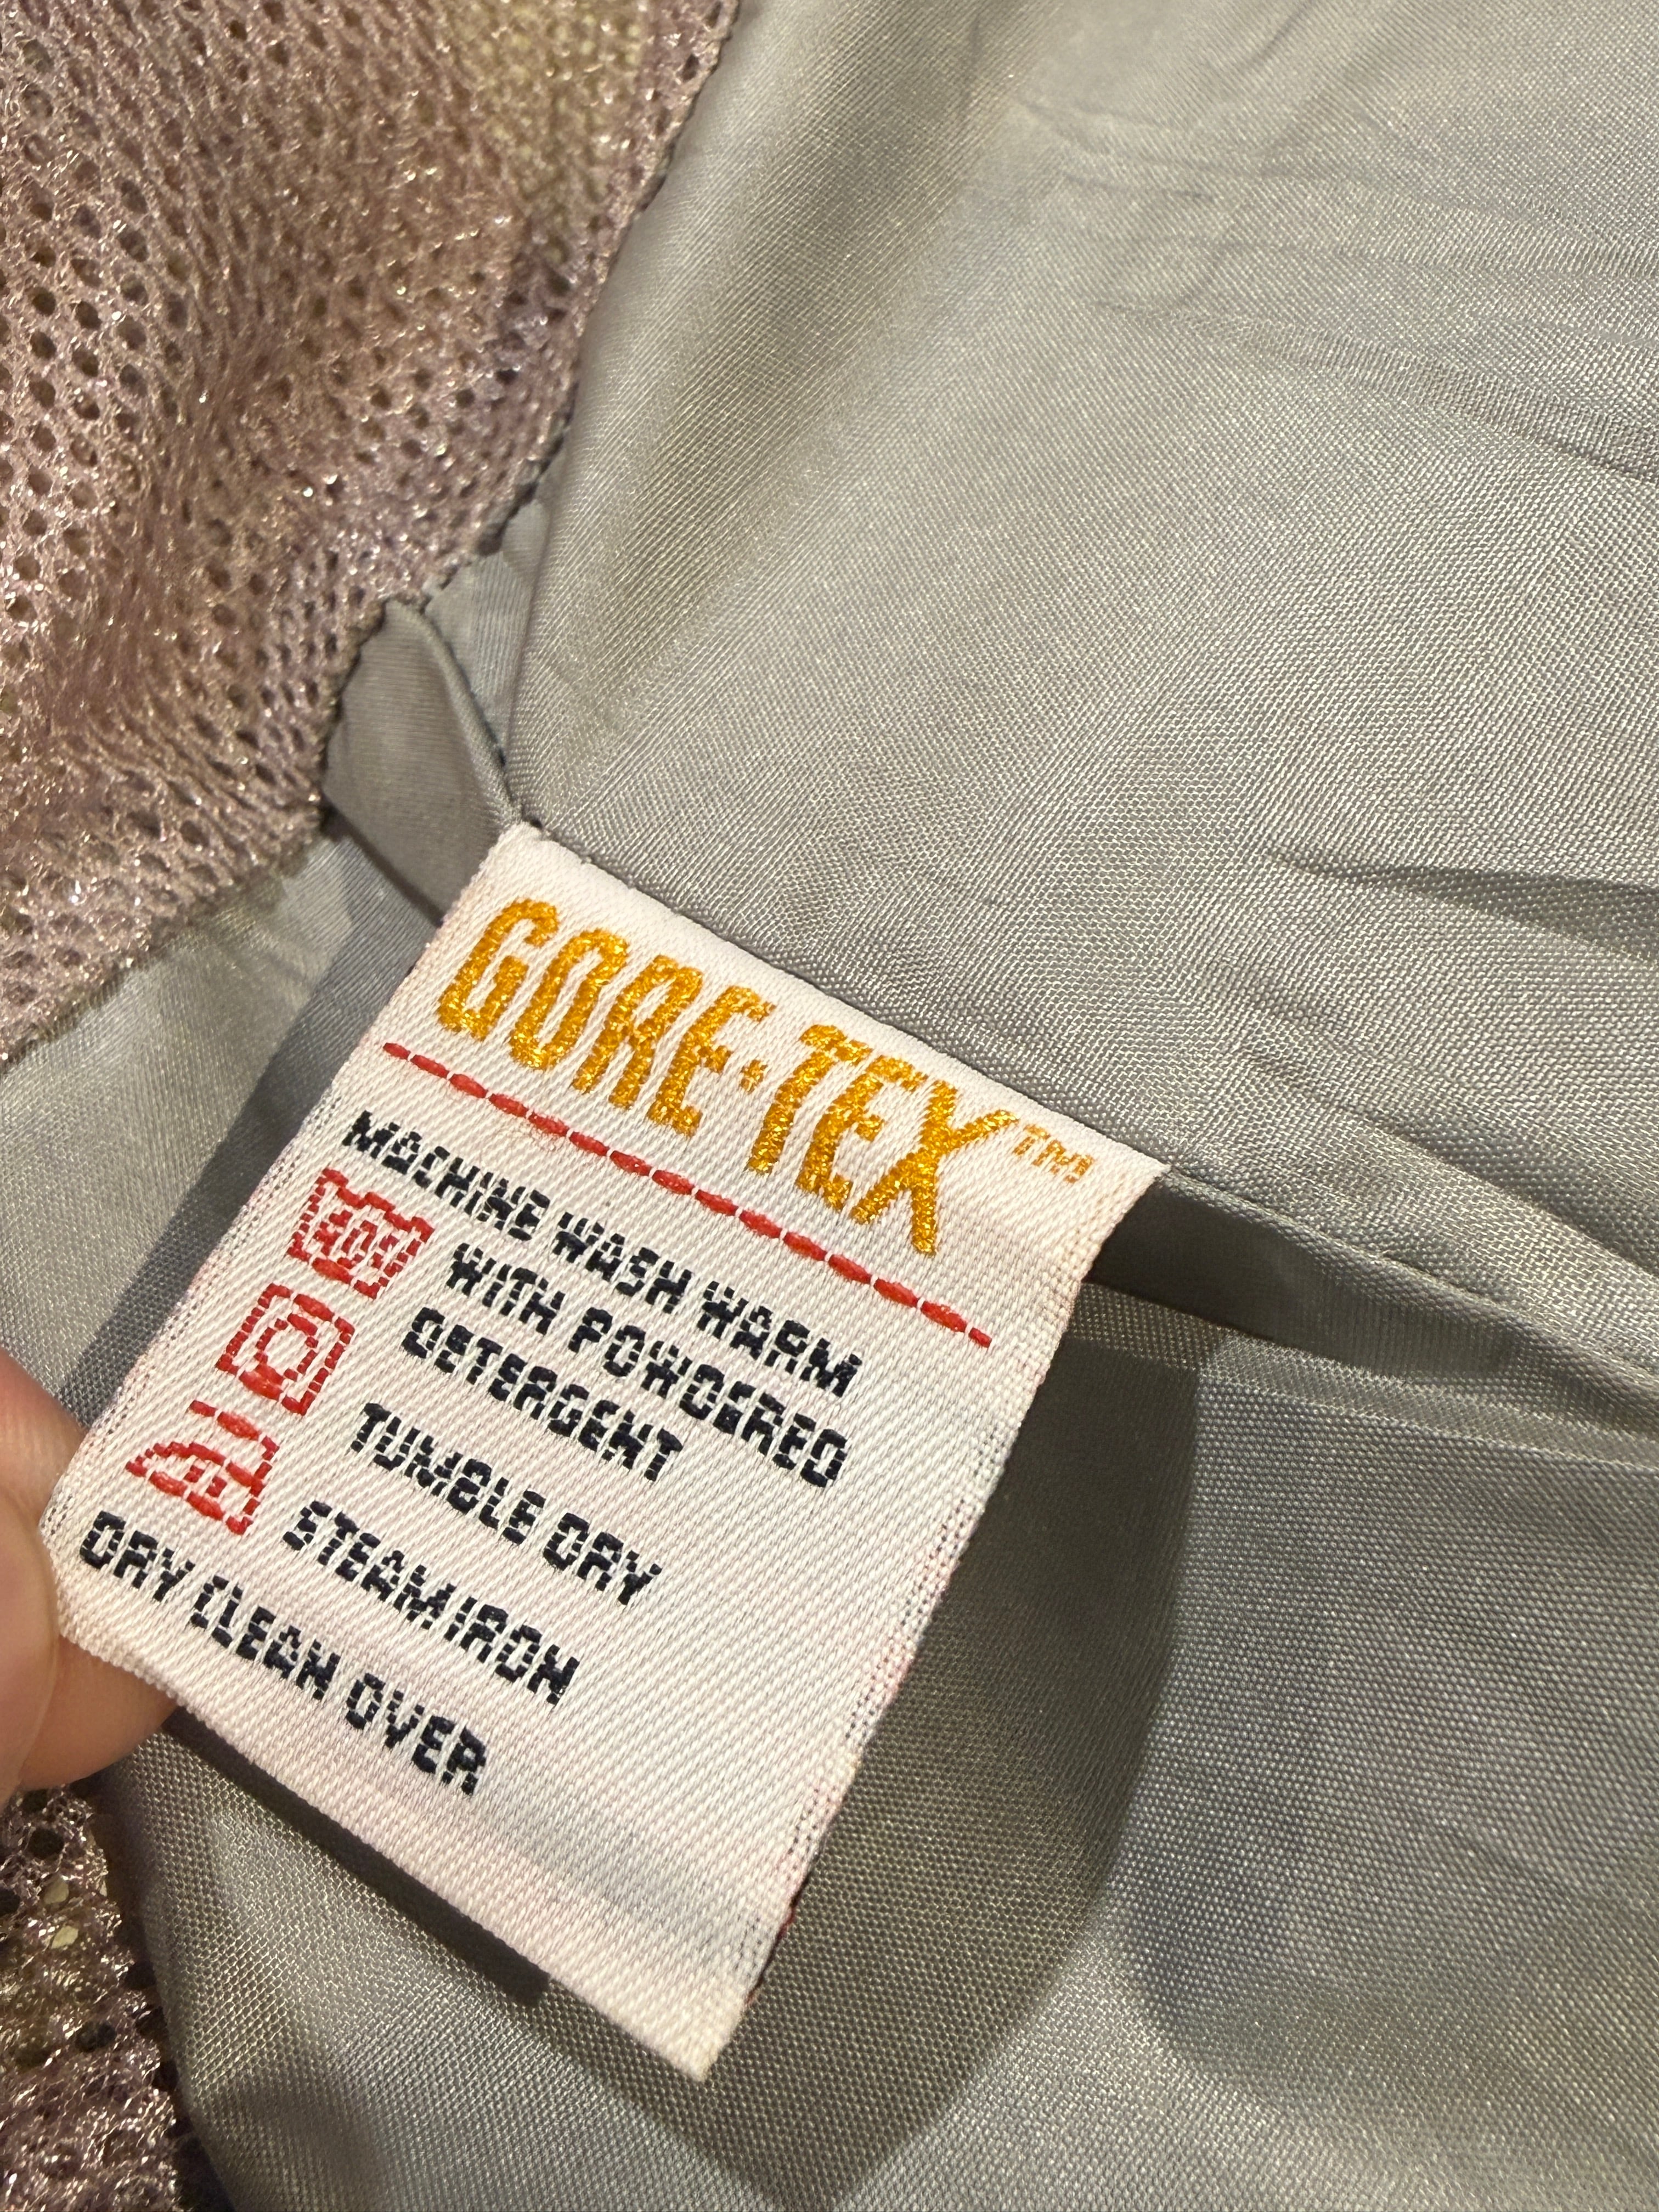 GORE-TEX™
MACHINE WASH WARM
WITH POWDERED
DETERGENT
TUMBLE DRY
STEAM IRON
DRY CLEAN OVER